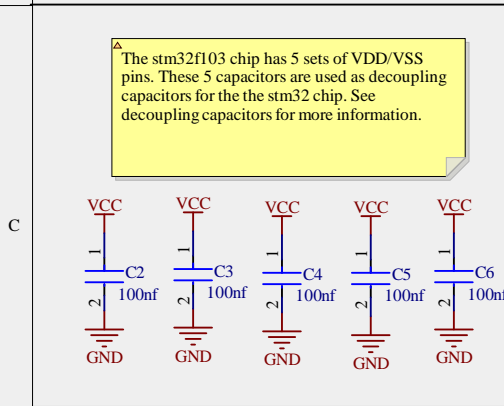 The stm32f103 chip has 5 sets of VDD/VSS
pins. These 5 capacitors are used as decoupling
capacitors for the the stm32 chip. See
decoupling capacitors for more information.
C
VCC VCC VCC VCC VCC
1 1 1 1 1
C2 C3 C4 C5 C6
100nf 100nf 100nf 100nf 100nf
2 2 2 2 2
GND GND GND GND GND